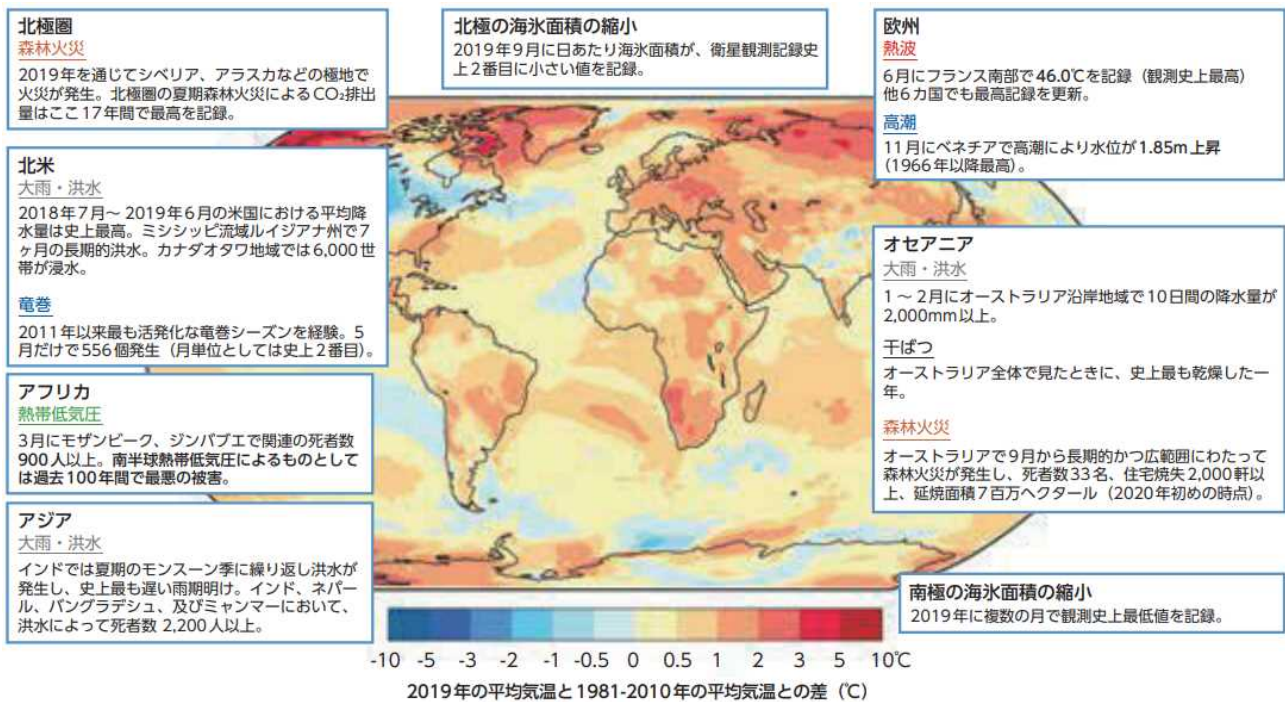 北極圏
森林火災
2019年を通じてシベリア、アラスカなどの極地で
火災が発生。北極圏の夏期森林火災によるCO₂排出
量はここ17年間で最高を記録。
北極の海氷面積の縮小
2019年9月に日あたり海氷面積が、衛星観測記録史
上2番目に小さい値を記録。
欧州
熱波
6月にフランス南部で46.0℃を記録（観測史上最高）
他6カ国でも最高記録を更新。
高潮
11月にベネチアで高潮により水位が1.85m上昇
（1966年以降最高）。
北米
大雨・洪水
2018年7月～2019年6月の米国における平均降
水量は史上最高。ミシシッピ流域ルイジアナ州で7
ヶ月の長期的洪水。カナダオタワ地域では6,000世
帯が浸水。
竜巻
2011年以来最も活発化な竜巻シーズンを経験。5
月だけで556個発生（月単位としては史上2番目）。
オセアニア
大雨・洪水
1～2月にオーストラリア沿岸地域で10日間の降水量が
2,000mm以上。
干ばつ
オーストラリア全体で見たときに、史上最も乾燥した一
年。
森林火災
オーストラリアで9月から長期的かつ広範囲にわたって
森林火災が発生し、死者数33名、住宅焼失2,000軒以
上、延焼面積7百万ヘクタール（2020年初めの時点）。
アフリカ
熱帯低気圧
3月にモザンビーク、ジンバブエで関連の死者数
900人以上。南半球熱帯低気圧によるものとして
は過去100年間で最悪の被害。
アジア
大雨・洪水
インドでは夏期のモンスーン季に繰り返し洪水が
発生し、史上最も遅い雨期明け。インド、ネパー
ル、バングラデシュ、及びミャンマーにおいて、
洪水によって死者数 2,200人以上。
南極の海氷面積の縮小
2019年に複数の月で観測史上最低値を記録。
-10 -5 -3 -2 -1 -0.5 0 0.5 1 2 3 5 10℃
2019年の平均気温と1981-2010年の平均気温との差（℃）